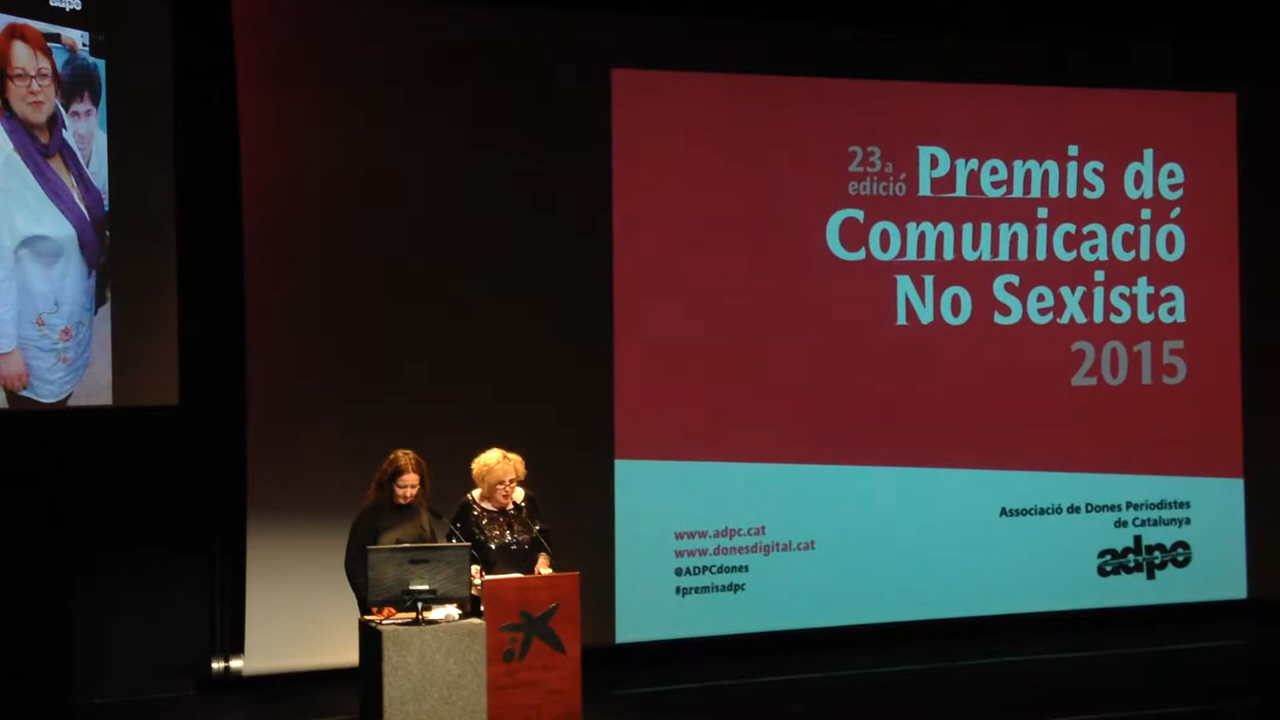 adpc
23a
edició
Premis de
Comunicació
No Sexista
2015
www.adpc.cat
www.donesdigital.cat
@ADPCdones
#premisadpc
Associació de Dones Periodistes
de Catalunya
adpc